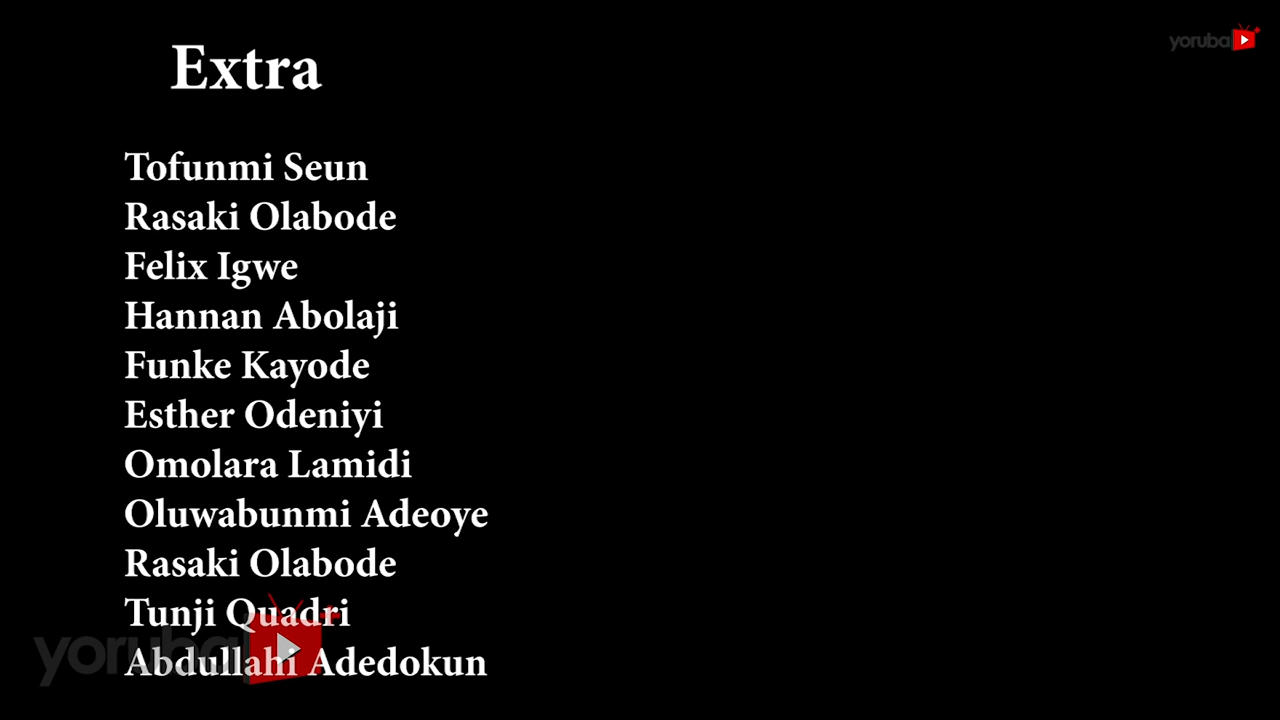 Extra
yoruba
Tofunmi Seun
Rasaki Olabode
Felix Igwe
Hannan Abolaji
Funke Kayode
Esther Odeniyi
Omolara Lamidi
Oluwabunmi Adeoye
Rasaki Olabode
Tunji Quadri
yoruba
Abdullahi Adedokun